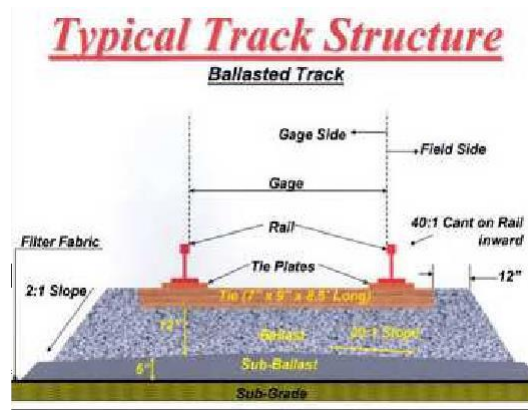 Typical Track Structure
Ballasted Track
Gage Side
Field Side
Gage
Rail
40:1 Cant on Rail
inward
Filter Fabric
Tie Plates
12"
2:1 Slope
Tie (7" x 9" x 8.5' Long)
12"
Ballast
20:1 Slope
Sub-Ballast
6"
Sub-Grade